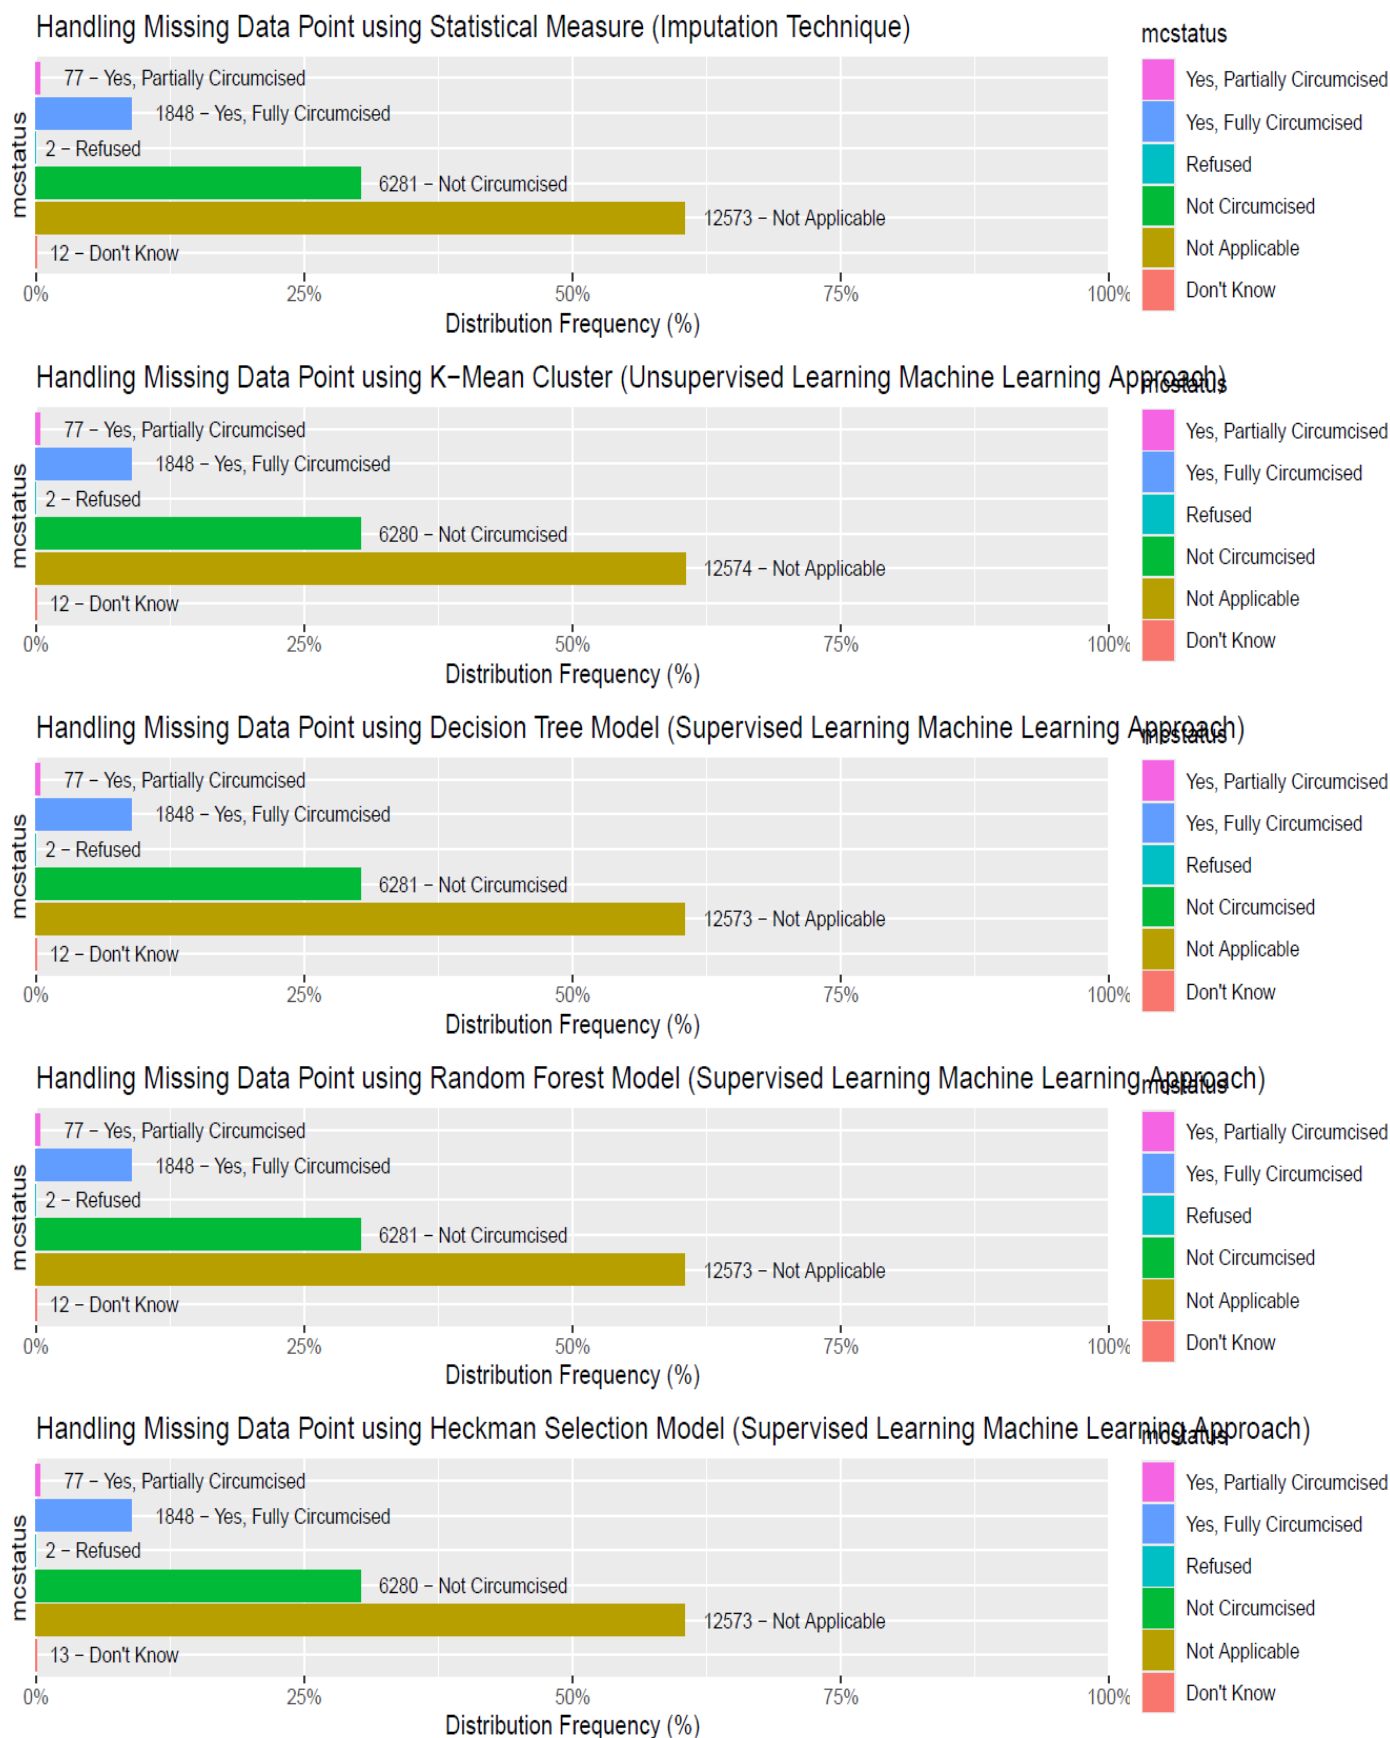 Handling Missing Data Point using Statistical Measure (Imputation Technique)
mcstatus
77 – Yes, Partially Circumcised
1848 – Yes, Fully Circumcised
2 – Refused
6281 – Not Circumcised
12573 – Not Applicable
12 – Don't Know
0% 25% 50% 75% 100%
Distribution Frequency (%)
mcstatus
Yes, Partially Circumcised
Yes, Fully Circumcised
Refused
Not Circumcised
Not Applicable
Don't Know
Handling Missing Data Point using K–Mean Cluster (Unsupervised Learning Machine Learning Approach)
mcstatus
77 – Yes, Partially Circumcised
1848 – Yes, Fully Circumcised
2 – Refused
6280 – Not Circumcised
12574 – Not Applicable
12 – Don't Know
0% 25% 50% 75% 100%
Distribution Frequency (%)
mcstatus
Yes, Partially Circumcised
Yes, Fully Circumcised
Refused
Not Circumcised
Not Applicable
Don't Know
Handling Missing Data Point using Decision Tree Model (Supervised Learning Machine Learning Approach)
mcstatus
77 – Yes, Partially Circumcised
1848 – Yes, Fully Circumcised
2 – Refused
6281 – Not Circumcised
12573 – Not Applicable
12 – Don't Know
0% 25% 50% 75% 100%
Distribution Frequency (%)
mcstatus
Yes, Partially Circumcised
Yes, Fully Circumcised
Refused
Not Circumcised
Not Applicable
Don't Know
Handling Missing Data Point using Random Forest Model (Supervised Learning Machine Learning Approach)
mcstatus
77 – Yes, Partially Circumcised
1848 – Yes, Fully Circumcised
2 – Refused
6281 – Not Circumcised
12573 – Not Applicable
12 – Don't Know
0% 25% 50% 75% 100%
Distribution Frequency (%)
mcstatus
Yes, Partially Circumcised
Yes, Fully Circumcised
Refused
Not Circumcised
Not Applicable
Don't Know
Handling Missing Data Point using Heckman Selection Model (Supervised Learning Machine Learning Approach)
mcstatus
77 – Yes, Partially Circumcised
1848 – Yes, Fully Circumcised
2 – Refused
6280 – Not Circumcised
12573 – Not Applicable
13 – Don't Know
0% 25% 50% 75% 100%
Distribution Frequency (%)
mcstatus
Yes, Partially Circumcised
Yes, Fully Circumcised
Refused
Not Circumcised
Not Applicable
Don't Know